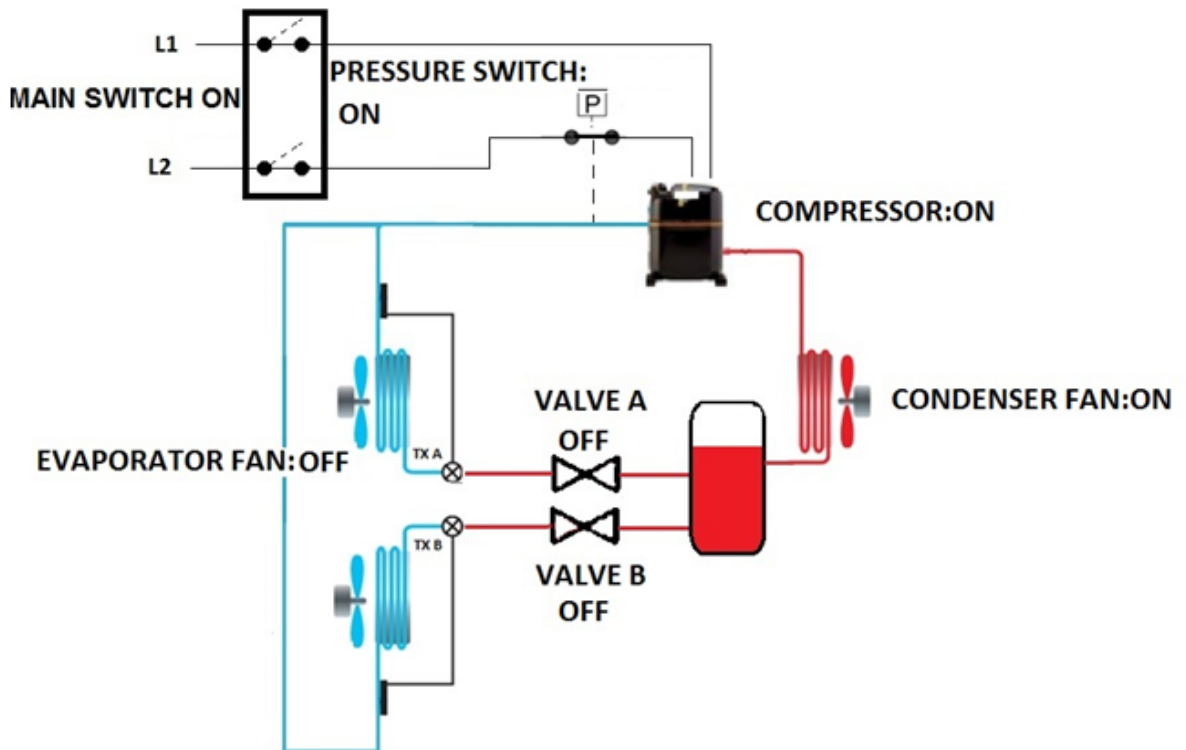 L1
PRESSURE SWITCH:
MAIN SWITCH ON
ON
P
L2
COMPRESSOR:ON
VALVE A
OFF
CONDENSER FAN:ON
EVAPORATOR FAN:OFF
TX A
TX B
VALVE B
OFF